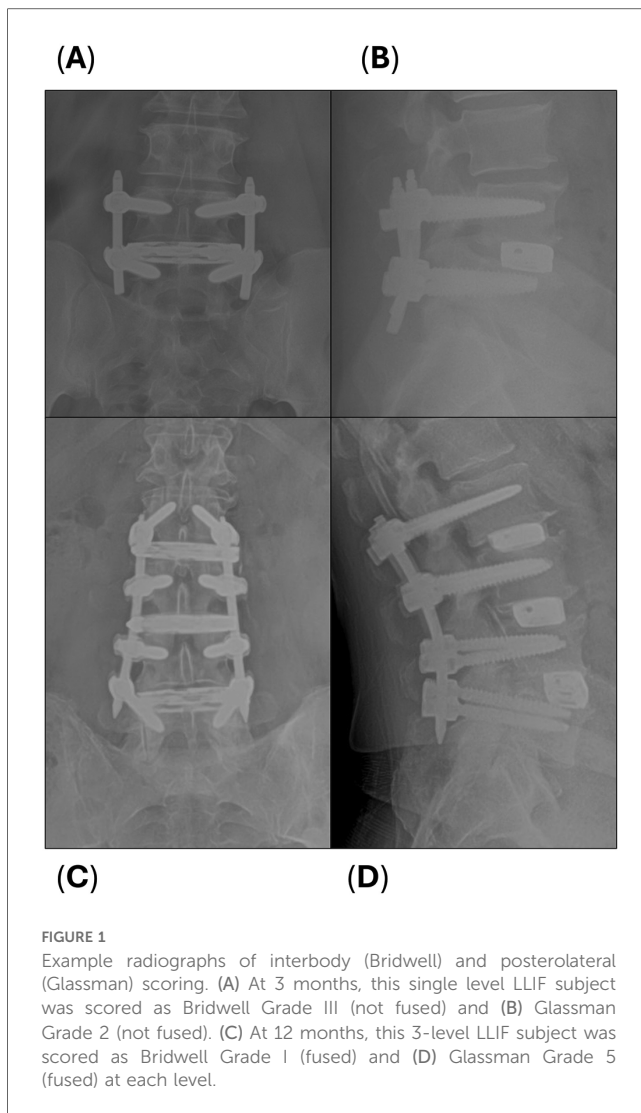 (A)
(B)
(C)
(D)
FIGURE 1
Example radiographs of interbody (Bridwell) and posterolateral
(Glassman) scoring. (A) At 3 months, this single level LLIF subject
was scored as Bridwell Grade III (not fused) and (B) Glassman
Grade 2 (not fused). (C) At 12 months, this 3-level LLIF subject was
scored as Bridwell Grade I (fused) and (D) Glassman Grade 5
(fused) at each level.